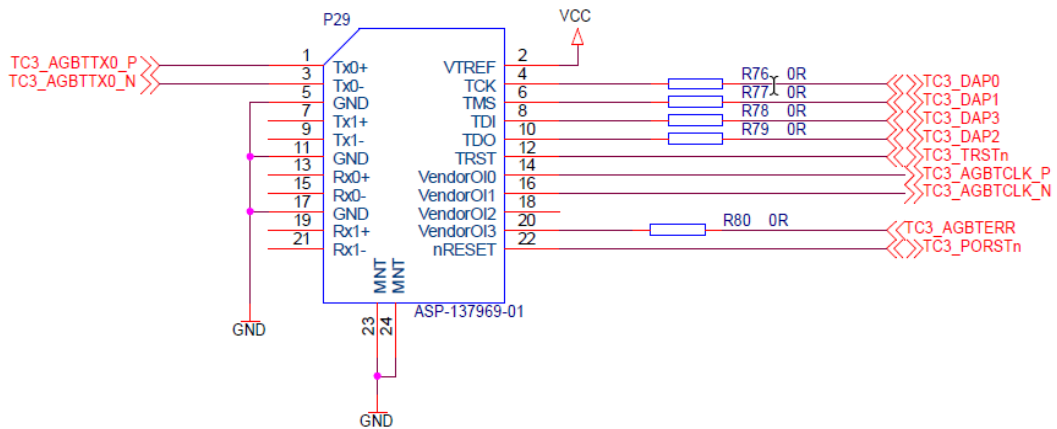 P29
VCC
TC3_AGBTTX0_P
TC3_AGBTTX0_N
1 Tx0+ VTREF 2
3 Tx0- TCK 4 R76 0R TC3_DAP0
5 GND TMS 6 R77 0R TC3_DAP1
7 Tx1+ TDI 8 R78 0R TC3_DAP3
9 Tx1- TDO 10 R79 0R TC3_DAP2
11 GND TRST 12 TC3_TRSTn
13 Rx0+ VendorOI0 14 TC3_AGBTCLK_P
15 Rx0- VendorOI1 16 TC3_AGBTCLK_N
17 GND VendorOI2 18
19 Rx1+ VendorOI3 20 R80 0R TC3_AGBTERR
21 Rx1- nRESET 22 TC3_PORSTn
MNT
MNT
ASP-137969-01
23
24
GND
GND